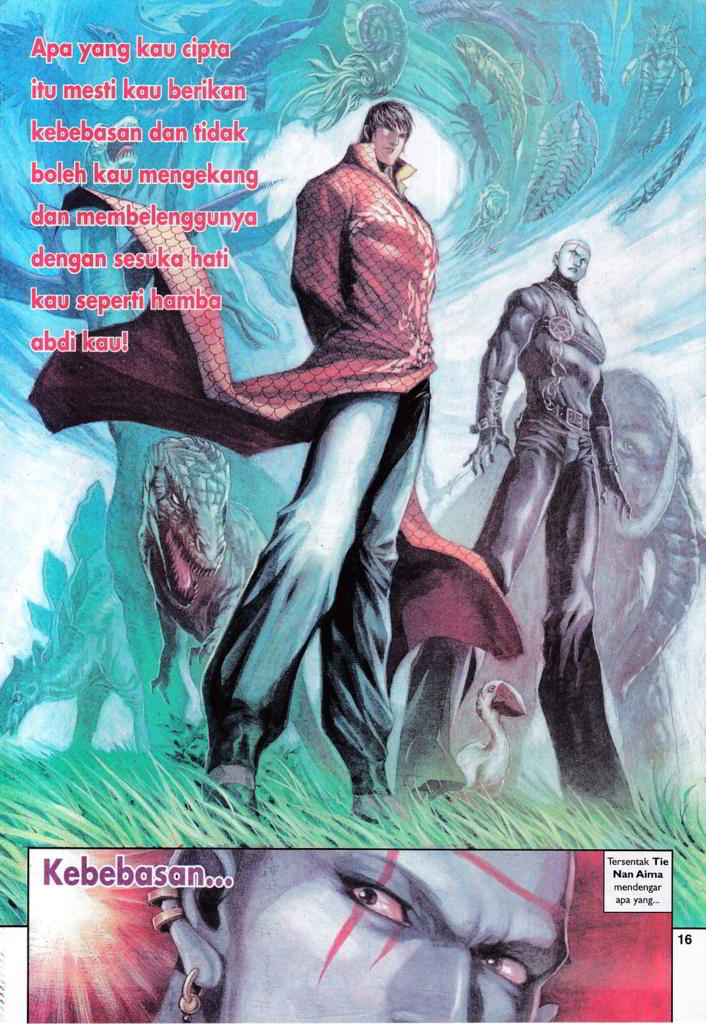 Apa yang kau cipta
itu mesti kau berikan
kebebasan dan tidak
boleh kau mengekang
dan membelenggunya
dengan sesuka hati
kau seperti hamba
abdi kau!
Kebebasan...
Tersentak Tie
Nan Aima
mendengar
apa yang...
16